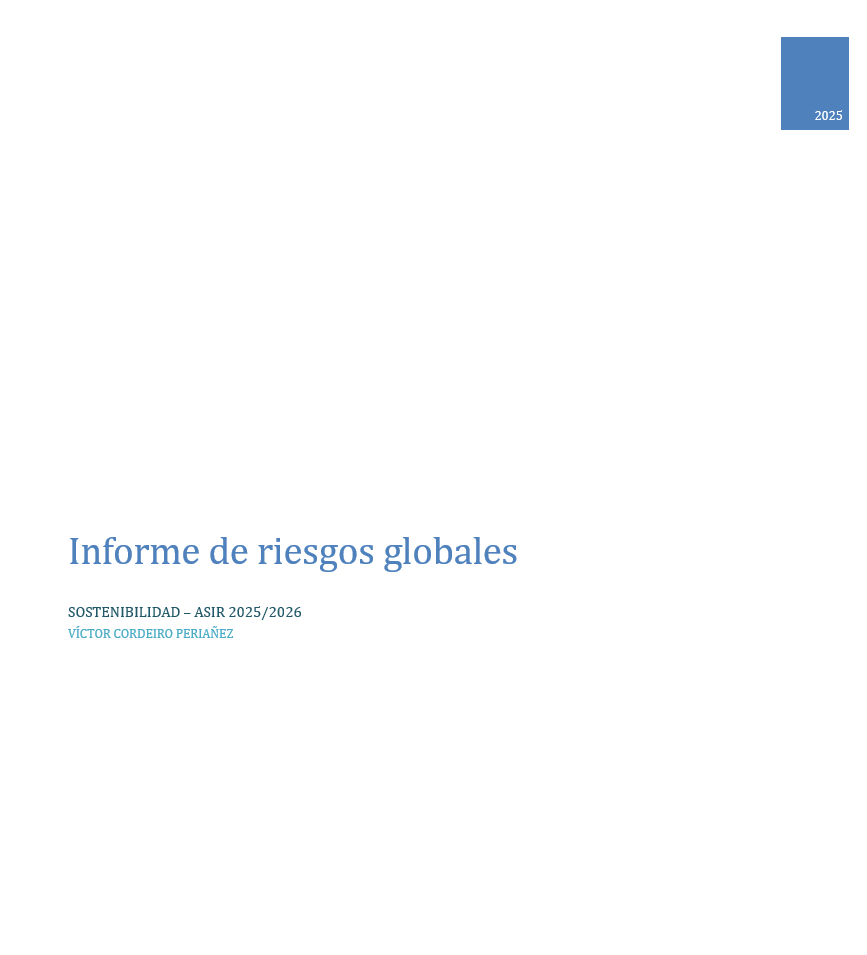 2025
Informe de riesgos globales
SOSTENIBILIDAD – ASIR 2025/2026
VÍCTOR CORDEIRO PERIAÑEZ